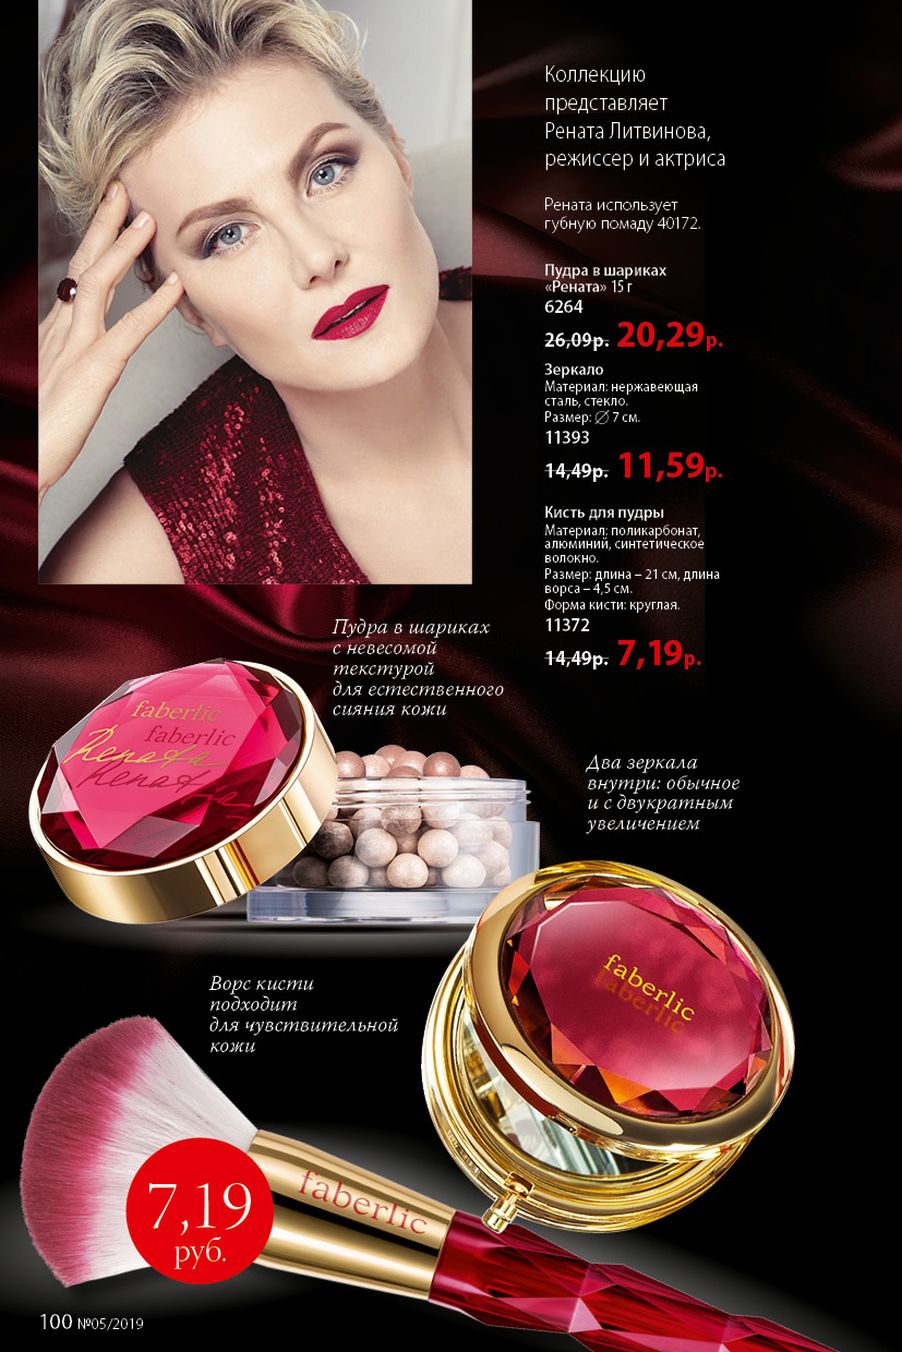 Коллекцию
представляет
Рената Литвинова,
режиссер и актриса
Рената использует
губную помаду 40172.
Пудра в шариках
«Рената» 15 г
6264
26,09р. 20,29р.
Зеркало
Материал: нержавеющая
сталь, стекло.
Размер: ∅ 7 см.
11393
14,49р. 11,59р.
Кисть для пудры
Материал: поликарбонат,
алюминий, синтетическое
волокно.
Размер: длина – 21 см, длина
ворса – 4,5 см.
Форма кисти: круглая.
11372
14,49р. 7,19р.
Пудра в шариках
с невесомой
текстурой
для естественного
сияния кожи
faberlic
faberlic
Renata
Renata
Два зеркала
внутри: обычное
и с двукратным
увеличением
faberlic
faberlic
Ворс кисти
подходит
для чувствительной
кожи
faberlic
7,19
руб.
100 №05/2019